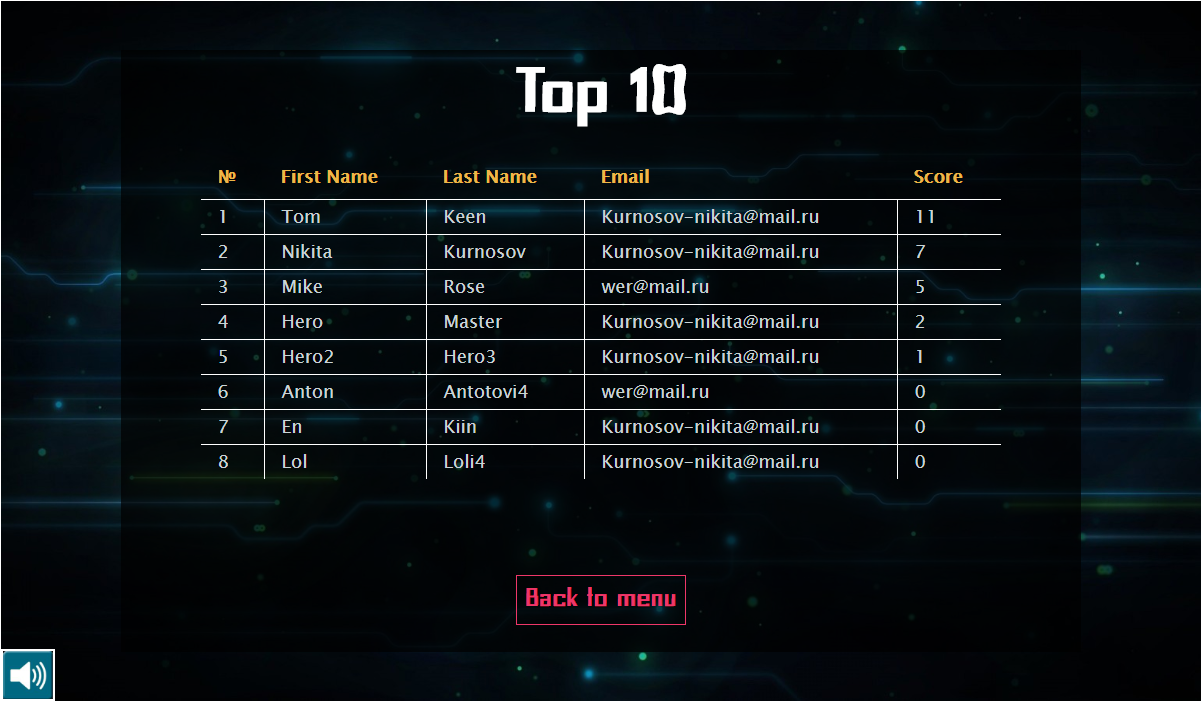 Top 10
№ First Name Last Name Email Score
1 Tom Keen Kurnosov-nikita@mail.ru 11
2 Nikita Kurnosov Kurnosov-nikita@mail.ru 7
3 Mike Rose wer@mail.ru 5
4 Hero Master Kurnosov-nikita@mail.ru 2
5 Hero2 Hero3 Kurnosov-nikita@mail.ru 1
6 Anton Antotovi4 wer@mail.ru 0
7 En Kiin Kurnosov-nikita@mail.ru 0
8 Lol Loli4 Kurnosov-nikita@mail.ru 0
Back to menu